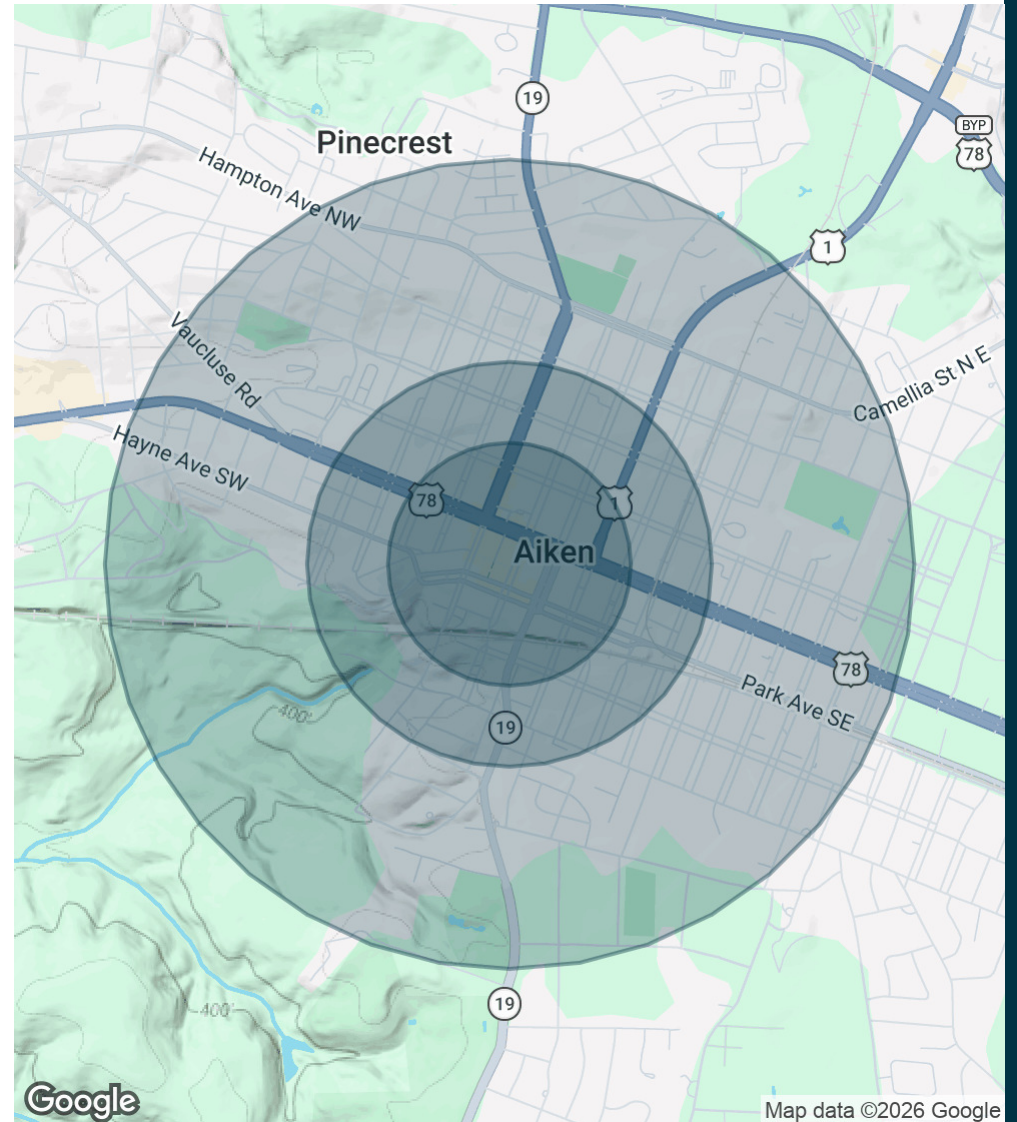 19
BYP
78
Pinecrest
Hampton Ave NW
1
Vaucluse Rd
Camellia St N E
Hayne Ave SW
78
1
Aiken
78
Park Ave SE
400'
19
19
400'
Google
Map data ©2026 Google